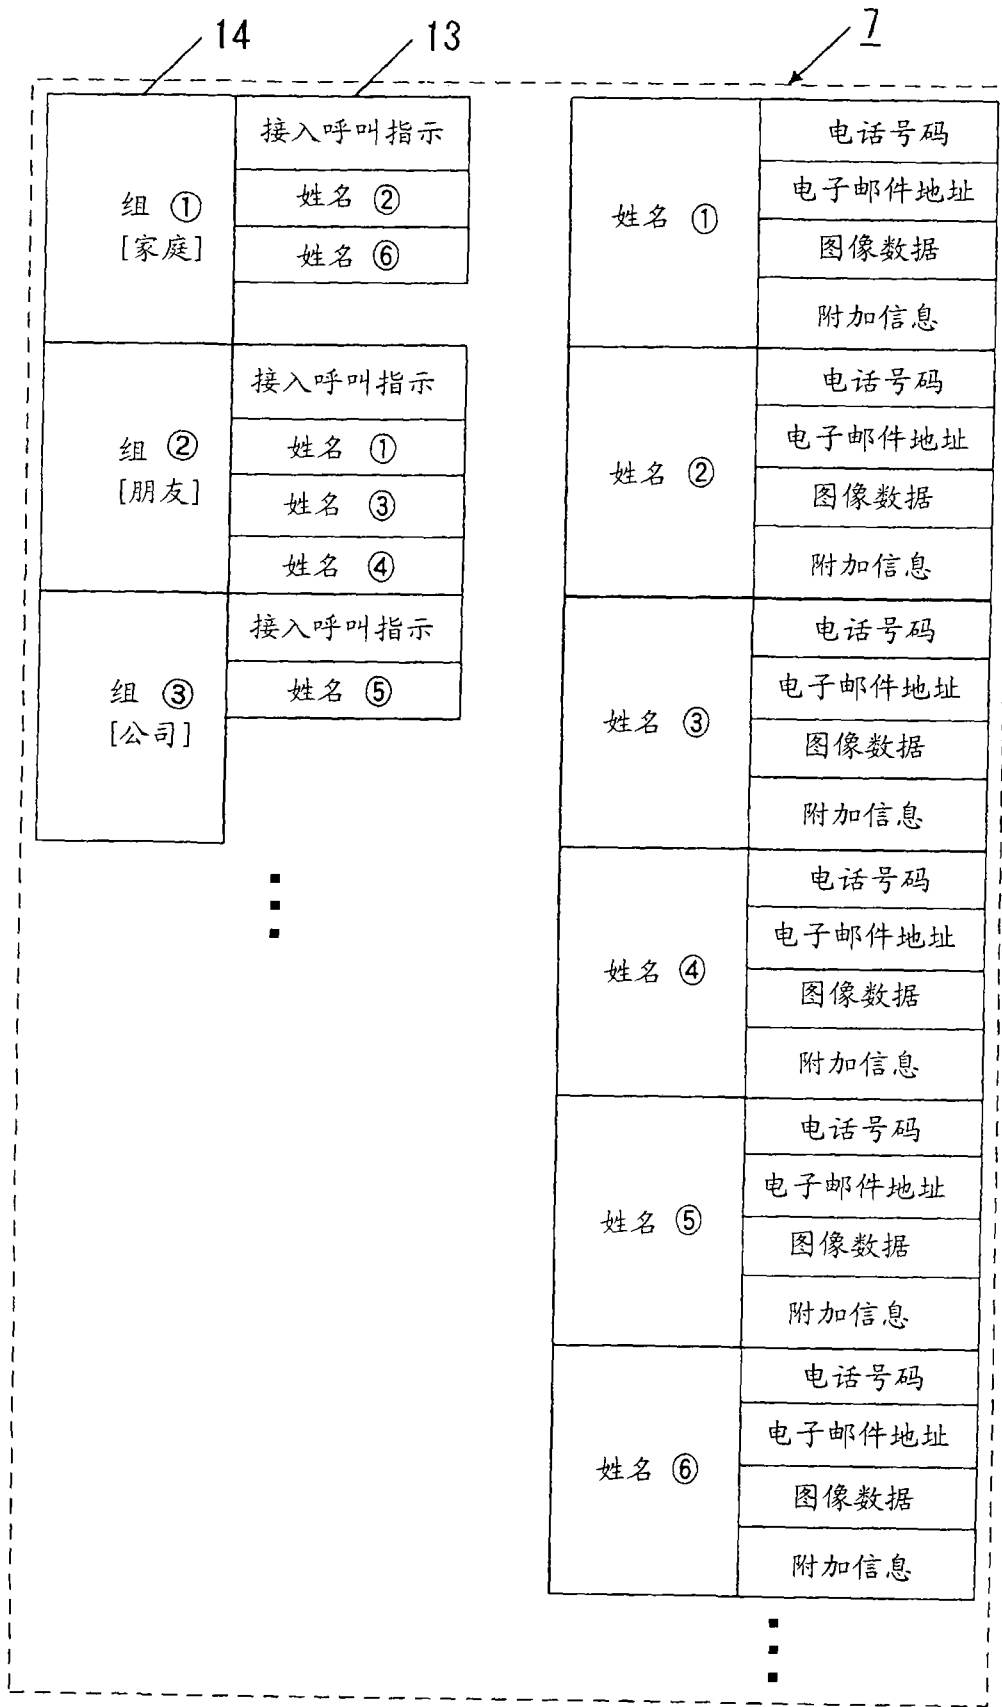 14
13
7
组 ①
[家庭]
接入呼叫指示
姓名 ②
姓名 ⑥
组 ②
[朋友]
接入呼叫指示
姓名 ①
姓名 ③
姓名 ④
组 ③
[公司]
接入呼叫指示
姓名 ⑤
姓名 ①
电话号码
电子邮件地址
图像数据
附加信息
姓名 ②
电话号码
电子邮件地址
图像数据
附加信息
姓名 ③
电话号码
电子邮件地址
图像数据
附加信息
姓名 ④
电话号码
电子邮件地址
图像数据
附加信息
姓名 ⑤
电话号码
电子邮件地址
图像数据
附加信息
姓名 ⑥
电话号码
电子邮件地址
图像数据
附加信息